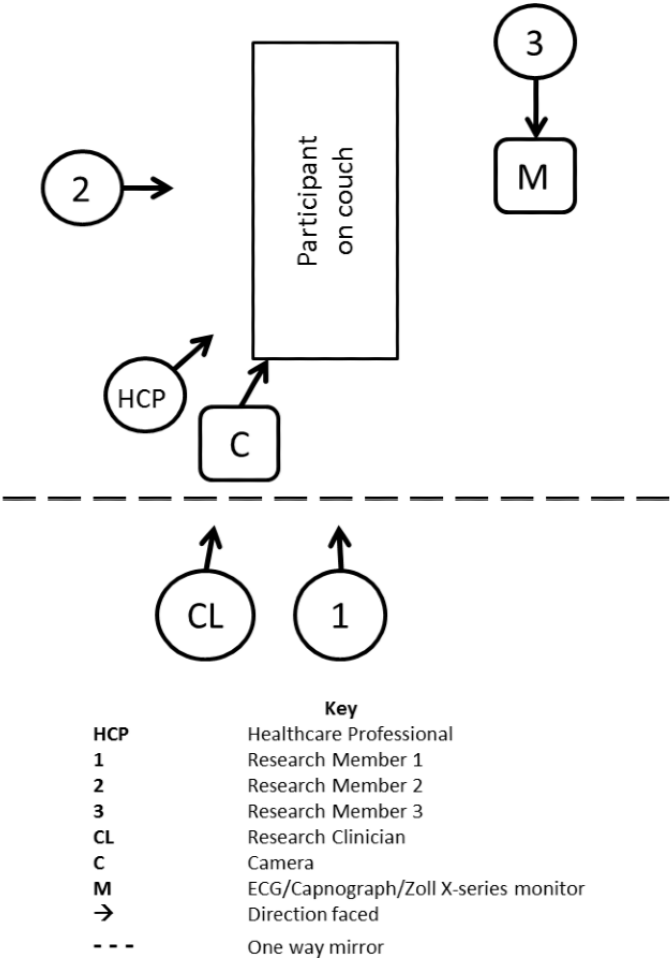 3
M
2
Participant
on couch
HCP
C
CL
1
Key
HCP Healthcare Professional
1 Research Member 1
2 Research Member 2
3 Research Member 3
CL Research Clinician
C Camera
M ECG/Capnograph/Zoll X-series monitor
→ Direction faced
- - - One way mirror